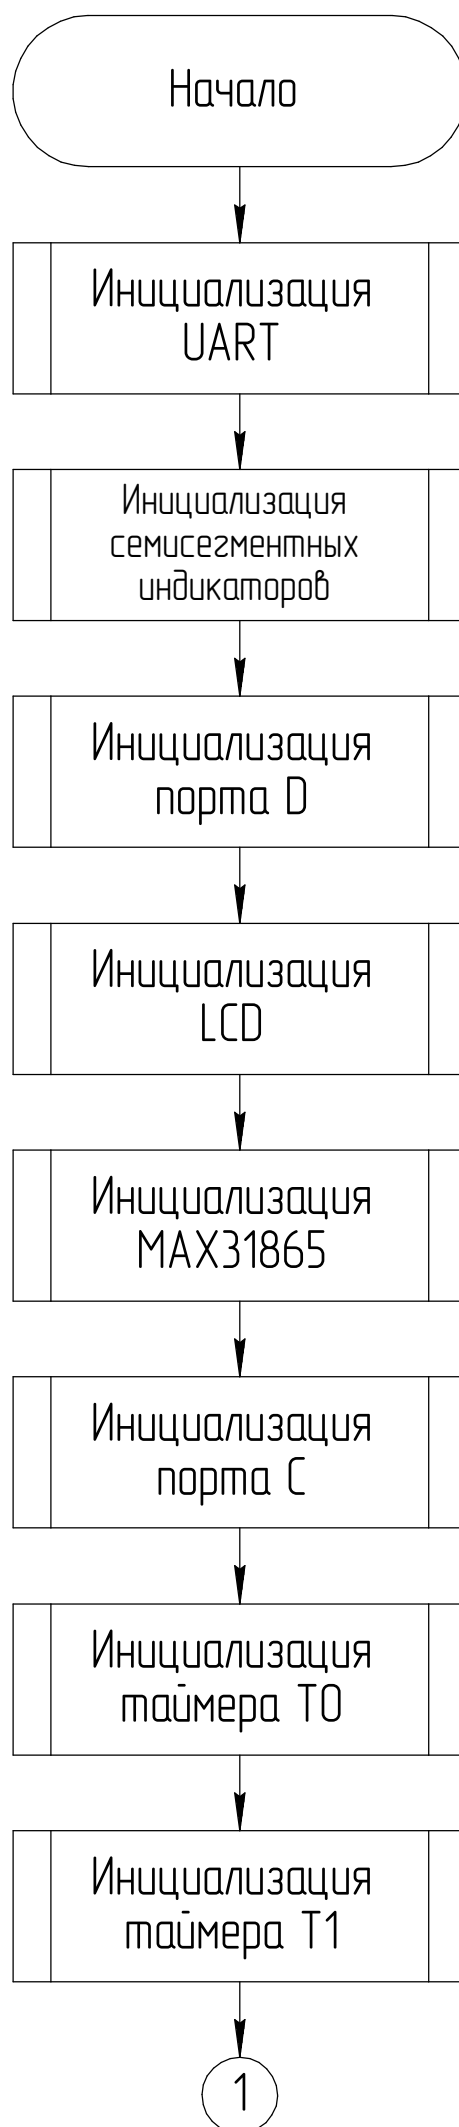 Начало
Инициализация
UART
Инициализация
семисегментных
индикаторов
Инициализация
порта D
Инициализация
LCD
Инициализация
MAX31865
Инициализация
порта C
Инициализация
таймера T0
Инициализация
таймера T1
1